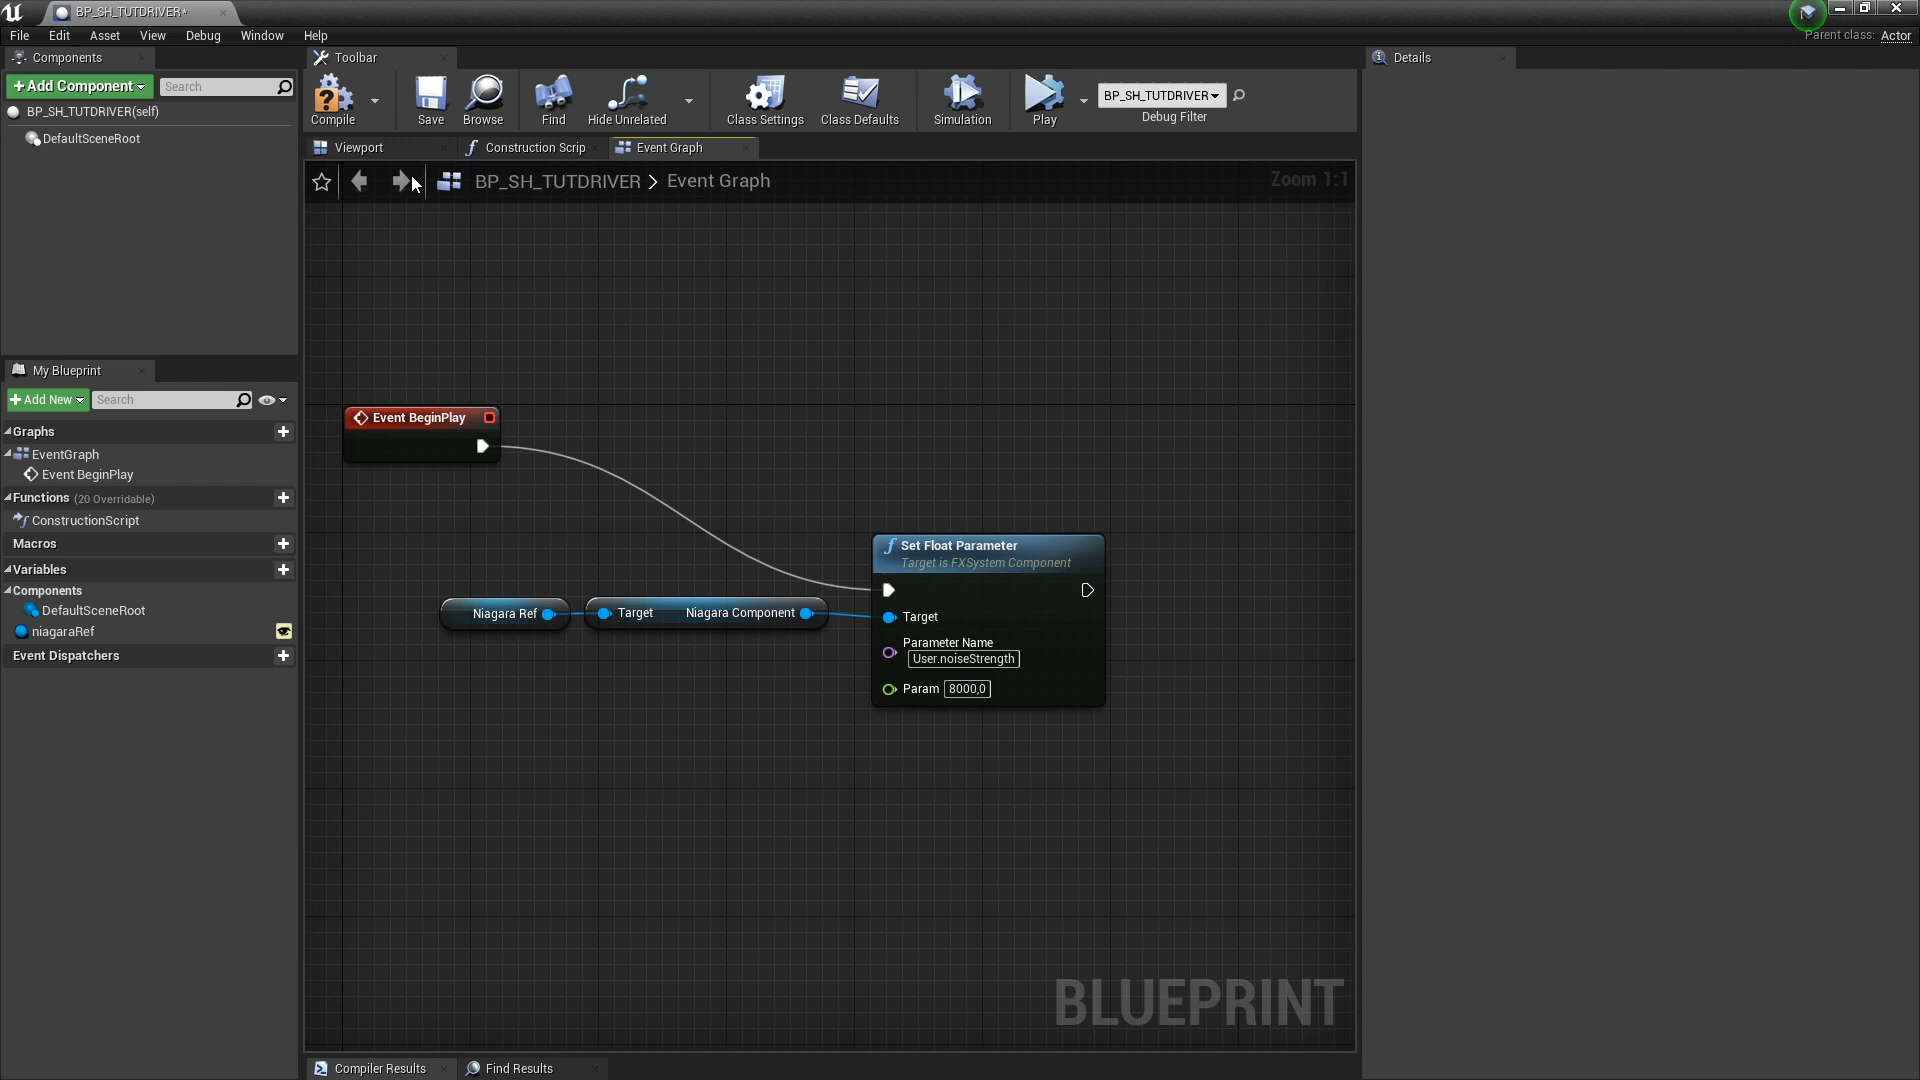 BP_SH_TUTDRIVER*
File Edit Asset View Debug Window Help
Parent class: Actor
Components
Toolbar
Details
Add Component
Search
BP_SH_TUTDRIVER(self)
DefaultSceneRoot
Compile
Save
Browse
Find
Hide Unrelated
Class Settings
Class Defaults
Simulation
Play
BP_SH_TUTDRIVER
Debug Filter
Viewport
Construction Scrip
Event Graph
BP_SH_TUTDRIVER > Event Graph
Zoom 1:1
My Blueprint
Add New
Search
Graphs
EventGraph
Event BeginPlay
Functions (20 Overridable)
ConstructionScript
Macros
Variables
Components
DefaultSceneRoot
niagaraRef
Event Dispatchers
Event BeginPlay
Niagara Ref
Target Niagara Component
Set Float Parameter
Target is FXSystem Component
Target
Parameter Name
User.noiseStrength
Param 8000,0
BLUEPRINT
Compiler Results
Find Results